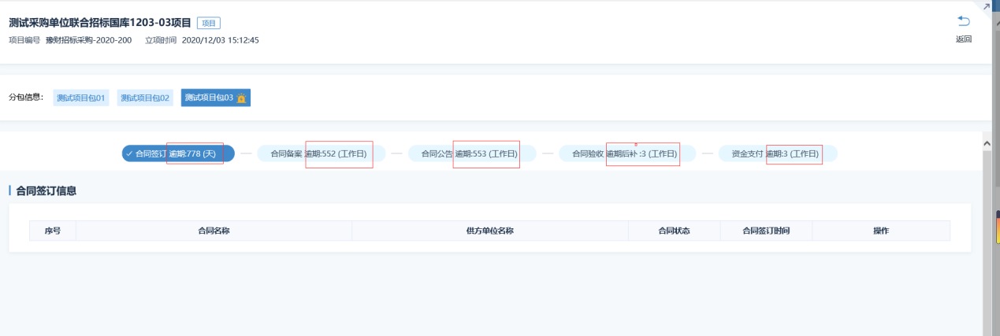 测试采购单位联合招标国库1203-03项目 项目
返回
项目编号 豫财招标采购-2020-200 立项时间 2020/12/03 15:12:45
分包信息: 测试项目包01 测试项目包02 测试项目包03
合同签订 逾期:778 (天) 合同备案 逾期:552 (工作日) 合同公告 逾期:553 (工作日) 合同验收 逾期后补 :3 (工作日) 资金支付 逾期:3 (工作日)
合同签订信息
序号 合同名称 供方单位名称 合同状态 合同签订时间 操作